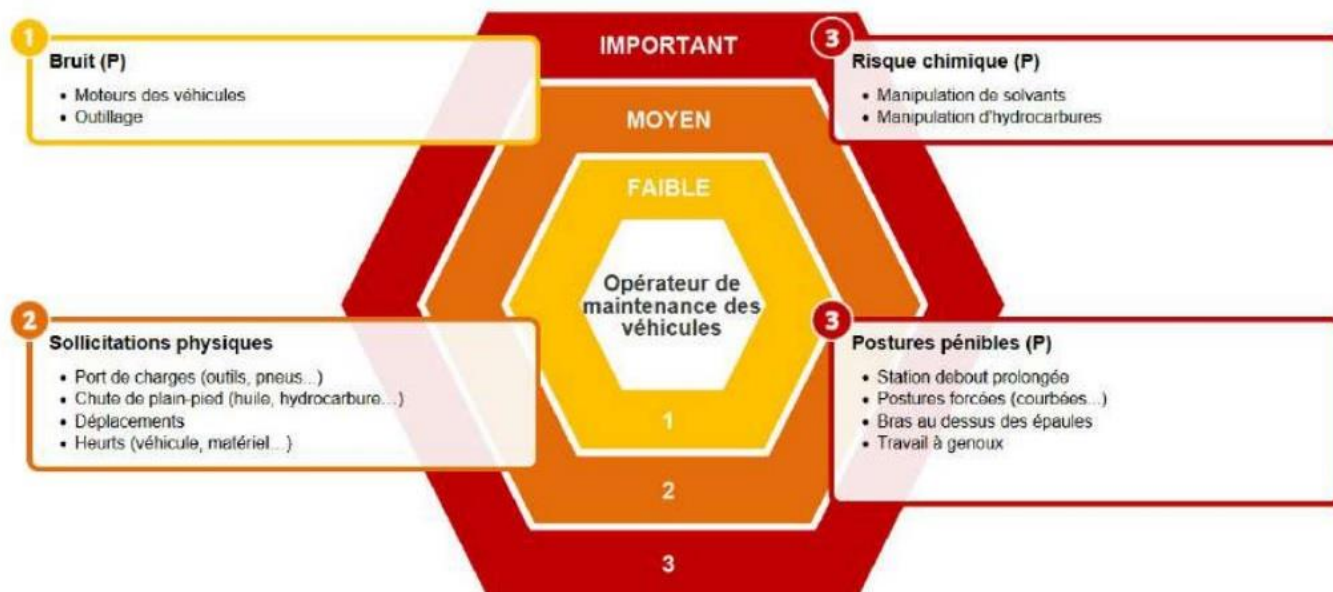 1
Bruit (P)
• Moteurs des véhicules
• Outillage
IMPORTANT
MOYEN
FAIBLE
Opérateur de
maintenance des
véhicules
1
2
3
3
Risque chimique (P)
• Manipulation de solvants
• Manipulation d'hydrocarbures
2
Sollicitations physiques
• Port de charges (outils, pneus...)
• Chute de plain-pied (huile, hydrocarbure...)
• Déplacements
• Heurts (véhicule, matériel...)
3
Postures pénibles (P)
• Station debout prolongée
• Postures forcées (courbées...)
• Bras au dessus des épaules
• Travail à genoux